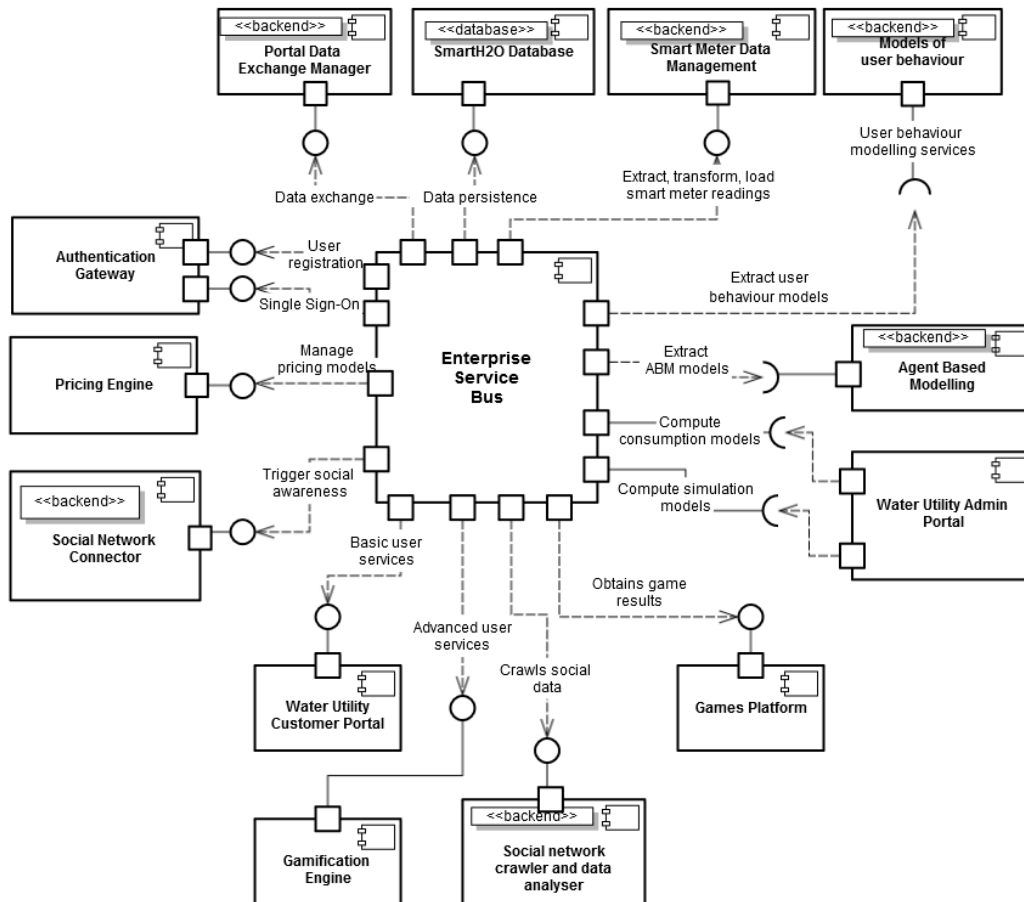 <<backend>>
Portal Data
Exchange Manager
<<database>>
SmartH2O Database
<<backend>>
Smart Meter Data
Management
<<backend>>
Models of
user behaviour
User behaviour
modelling services
Extract, transform, load
smart meter readings
Data exchange
Data persistence
Authentication
Gateway
User
registration
Single Sign-On
Extract user
behaviour models
Pricing Engine
Manage
pricing models
Enterprise
Service
Bus
Extract
ABM models
<<backend>>
Agent Based
Modelling
Compute
consumption models
<<backend>>
Social Network
Connector
Trigger social
awareness
Compute simulation
models
Water Utility Admin
Portal
Basic user
services
Obtains game
results
Advanced user
services
Crawls social
data
Water Utility
Customer Portal
Games Platform
Gamification
Engine
<<backend>>
Social network
crawler and data
analyser